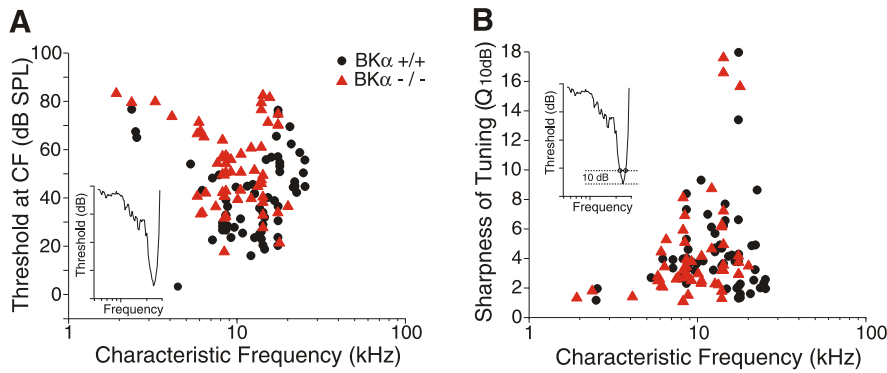 A
Threshold at CF (dB SPL)
100
80
60
40
20
0
1
10
100
Characteristic Frequency (kHz)
BKα +/+
BKα -/-
Threshold (dB)
Frequency
B
Sharpness of Tuning (Q10dB)
18
16
14
12
10
8
6
4
2
0
1
10
100
Characteristic Frequency (kHz)
Threshold (dB)
10 dB
Frequency